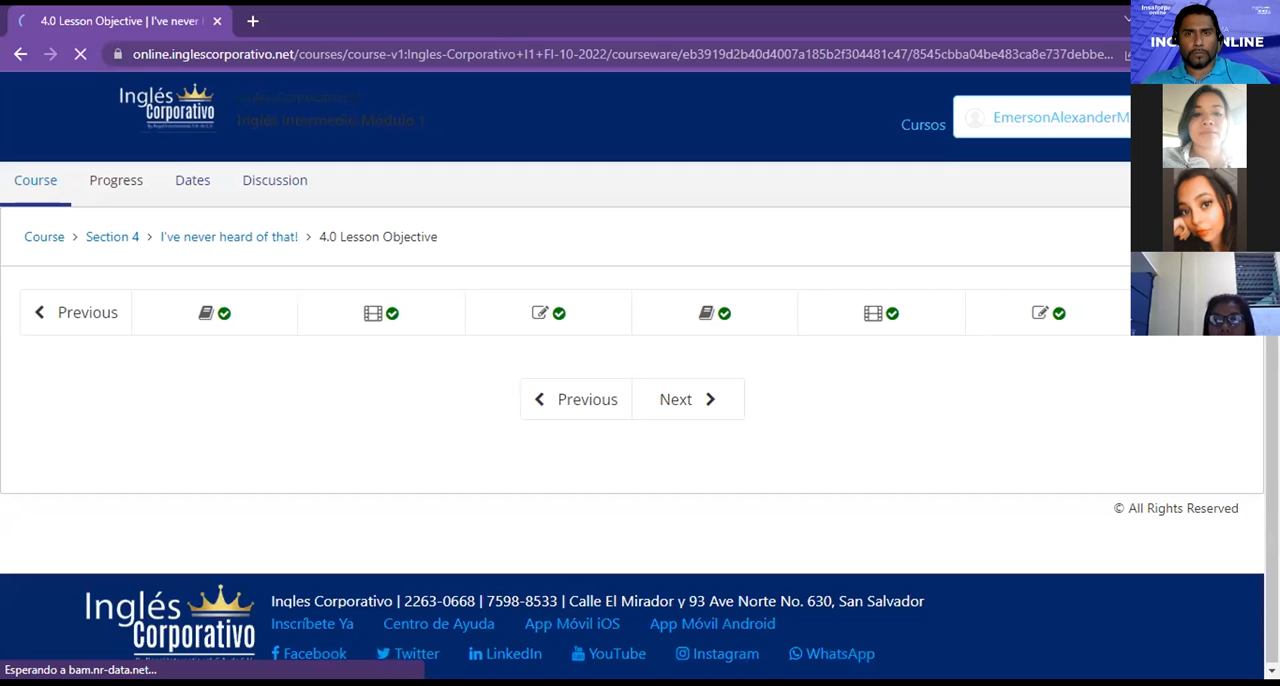 4.0 Lesson Objective | I've never
online.inglescorporativo.net/courses/course-v1:Ingles-Corporativo+I1+FI-10-2022/courseware/eb3919d2b40d4007a185b2f304481c47/8545cbba04be483ca8e737debbe...
Inglés
Corporativo
Inglés Intermedio Módulo 1
Cursos
EmersonAlexanderM
Course
Progress
Dates
Discussion
Course > Section 4 > I've never heard of that! > 4.0 Lesson Objective
Previous
Previous
Next
© All Rights Reserved
Inglés
Corporativo
Ingles Corporativo | 2263-0668 | 7598-8533 | Calle El Mirador y 93 Ave Norte No. 630, San Salvador
Inscríbete Ya
Centro de Ayuda
App Móvil iOS
App Móvil Android
Facebook
Twitter
LinkedIn
YouTube
Instagram
WhatsApp
Esperando a bam.nr-data.net...